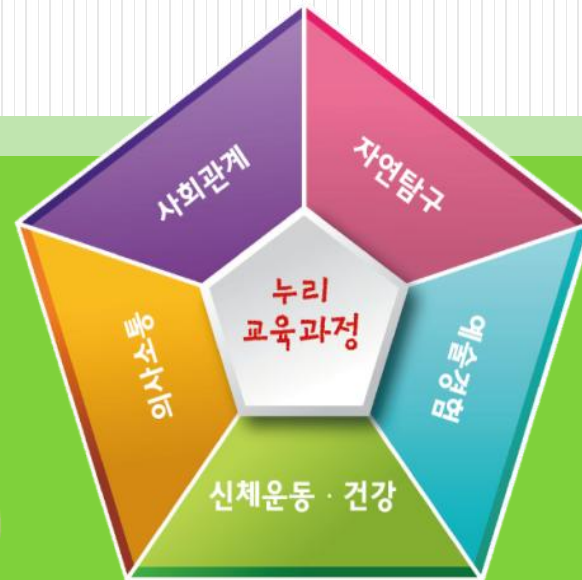 사회관계
자연탐구
누리
교육과정
의사소통
예술경험
신체운동 · 건강